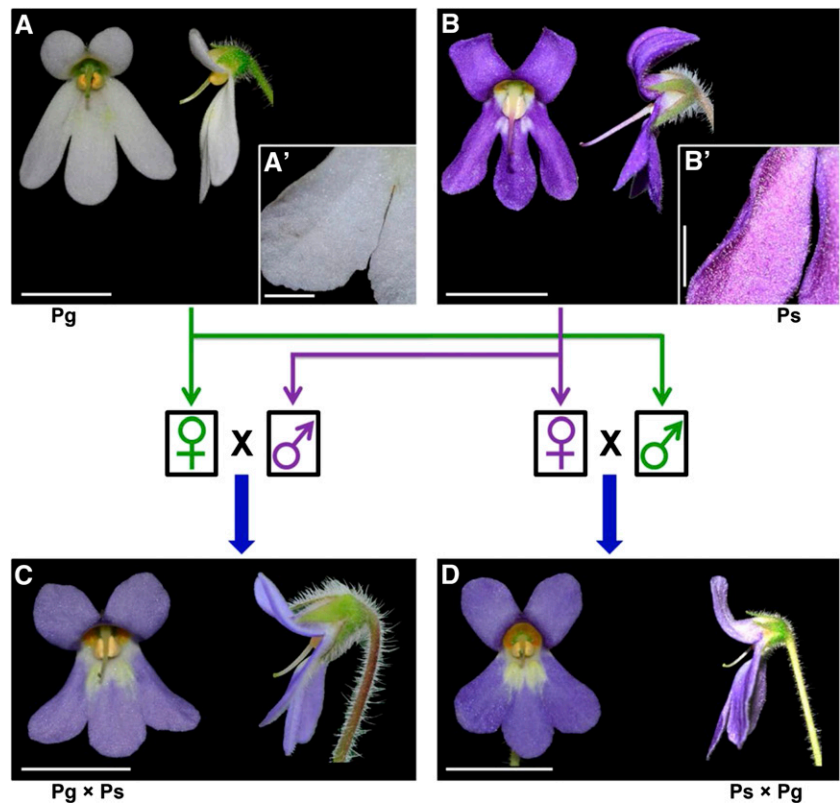 A
B
A'
B'
Pg
Ps
♀ X ♂
♀ X ♂
C
D
Pg × Ps
Ps × Pg